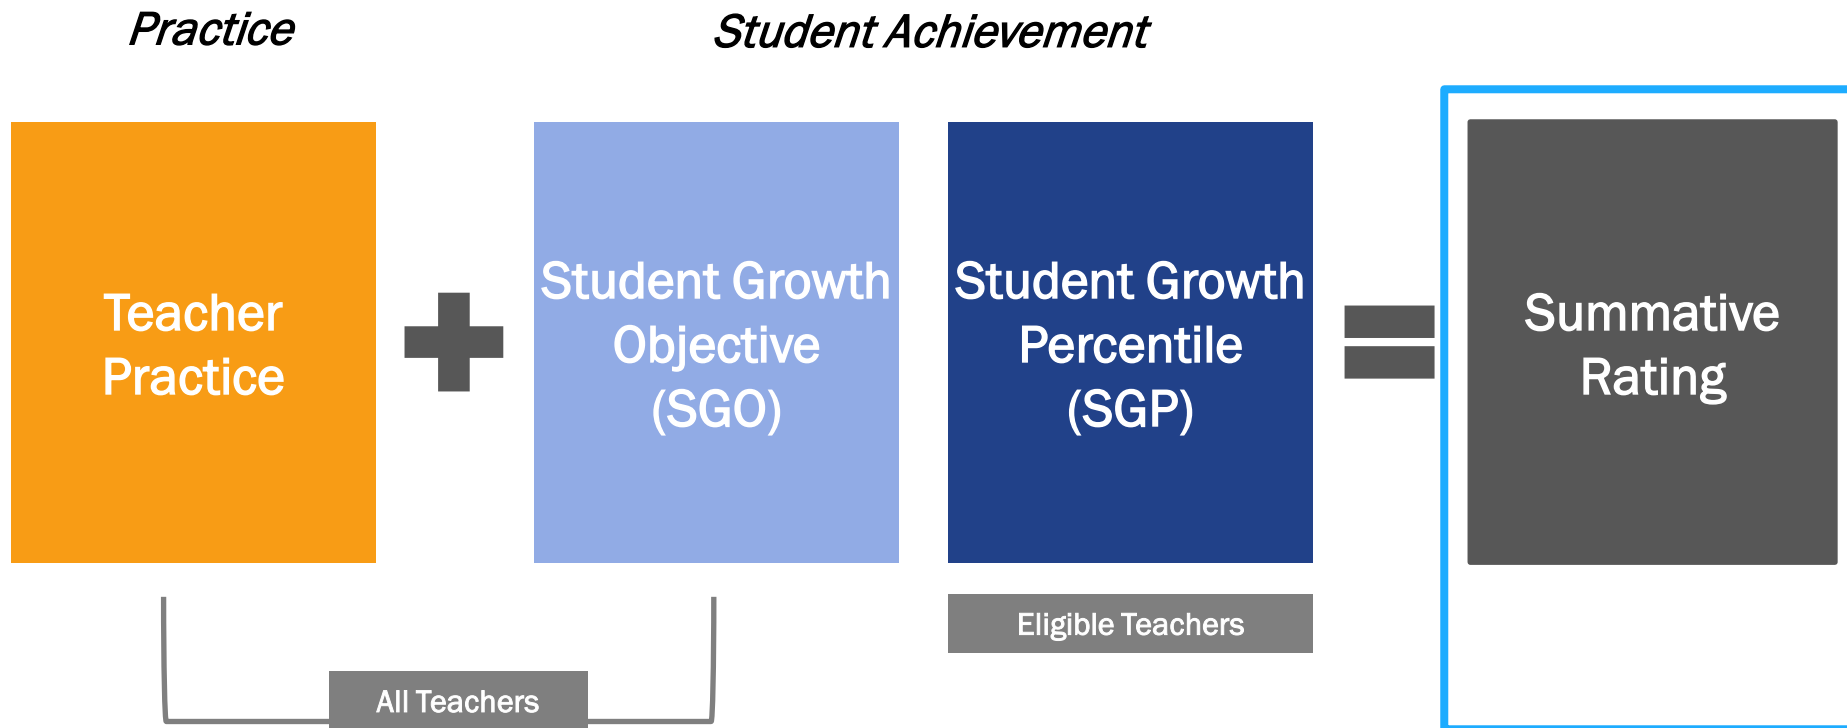 Practice
Student Achievement
Teacher
Practice
Student Growth
Objective
(SGO)
Student Growth
Percentile
(SGP)
Summative
Rating
Eligible Teachers
All Teachers